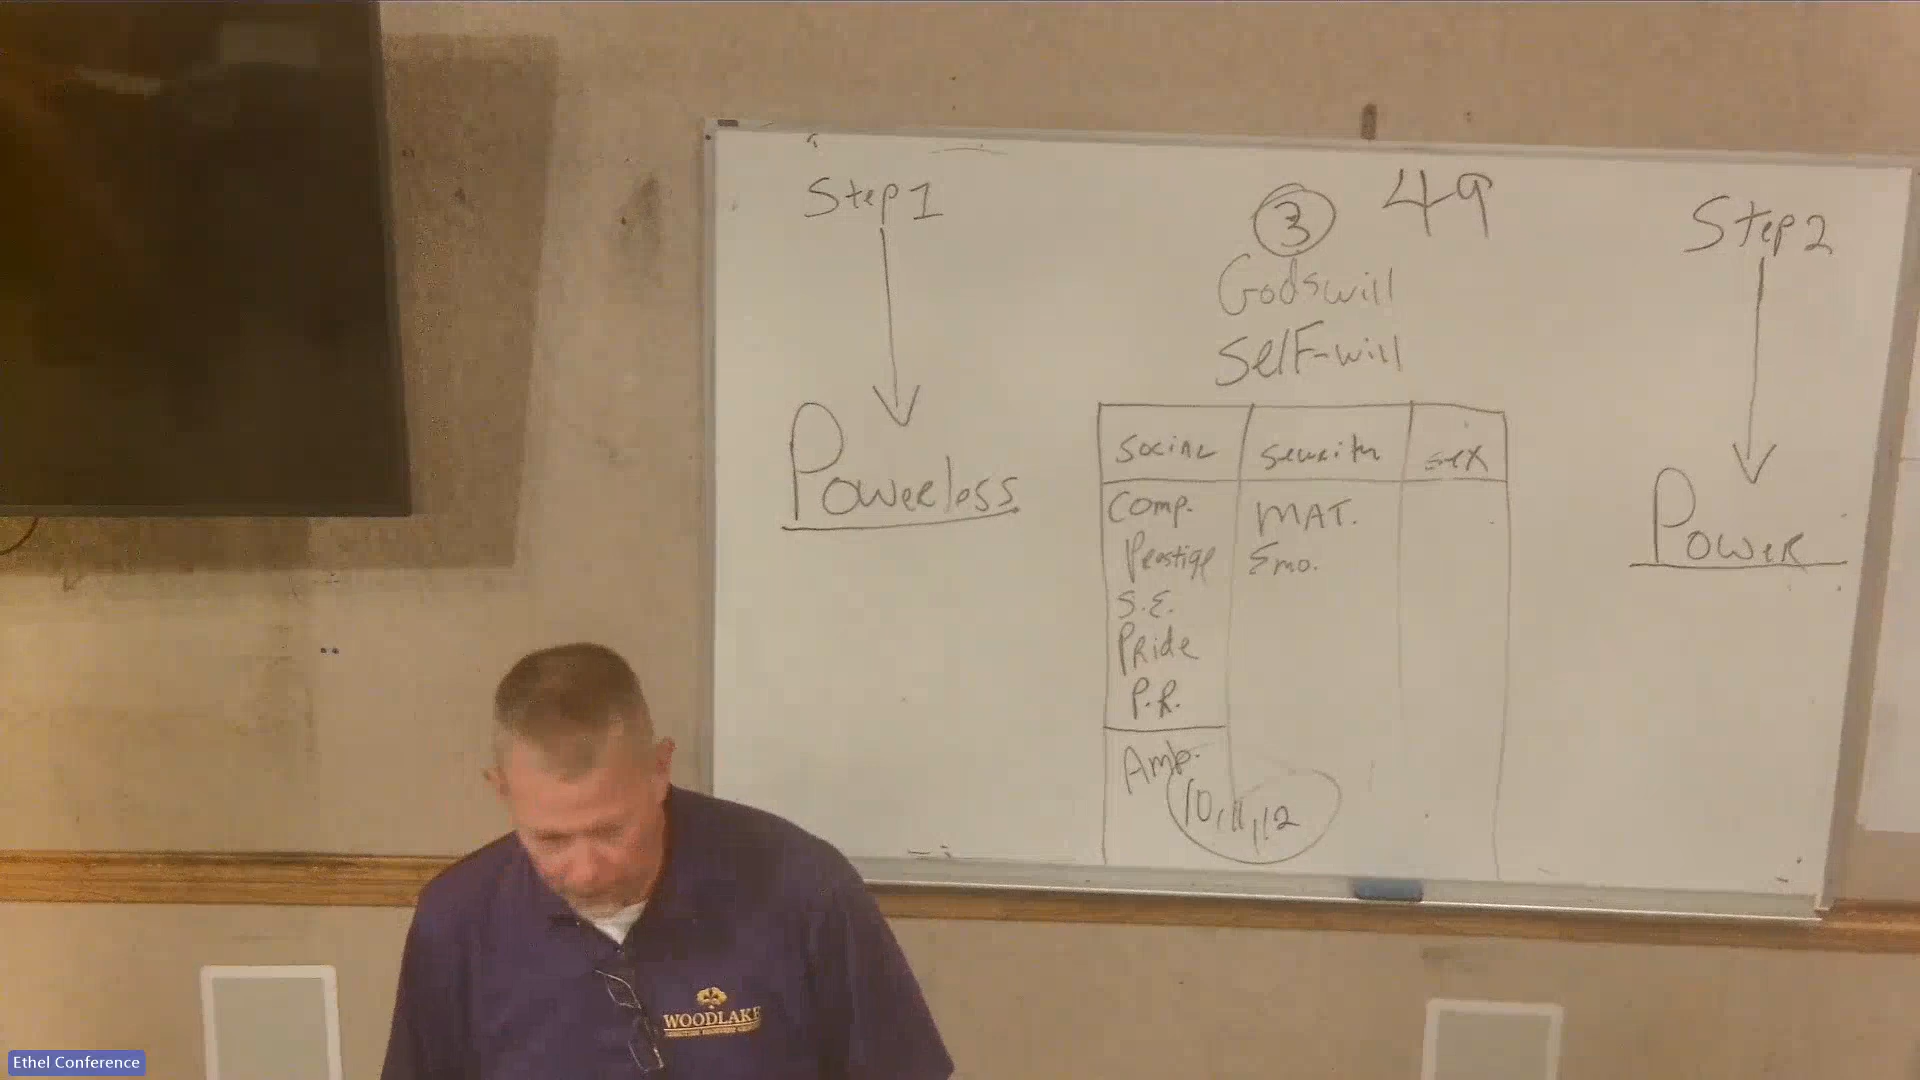 Step 1
3 49
Step 2
Godswill
Self-will
Powerless
Power
Social Security sex
Comp. MAT.
Prestige Emo.
S.E.
Pride
P.R.
Amb.
10,11,12
WOODLAKE
Ethel Conference